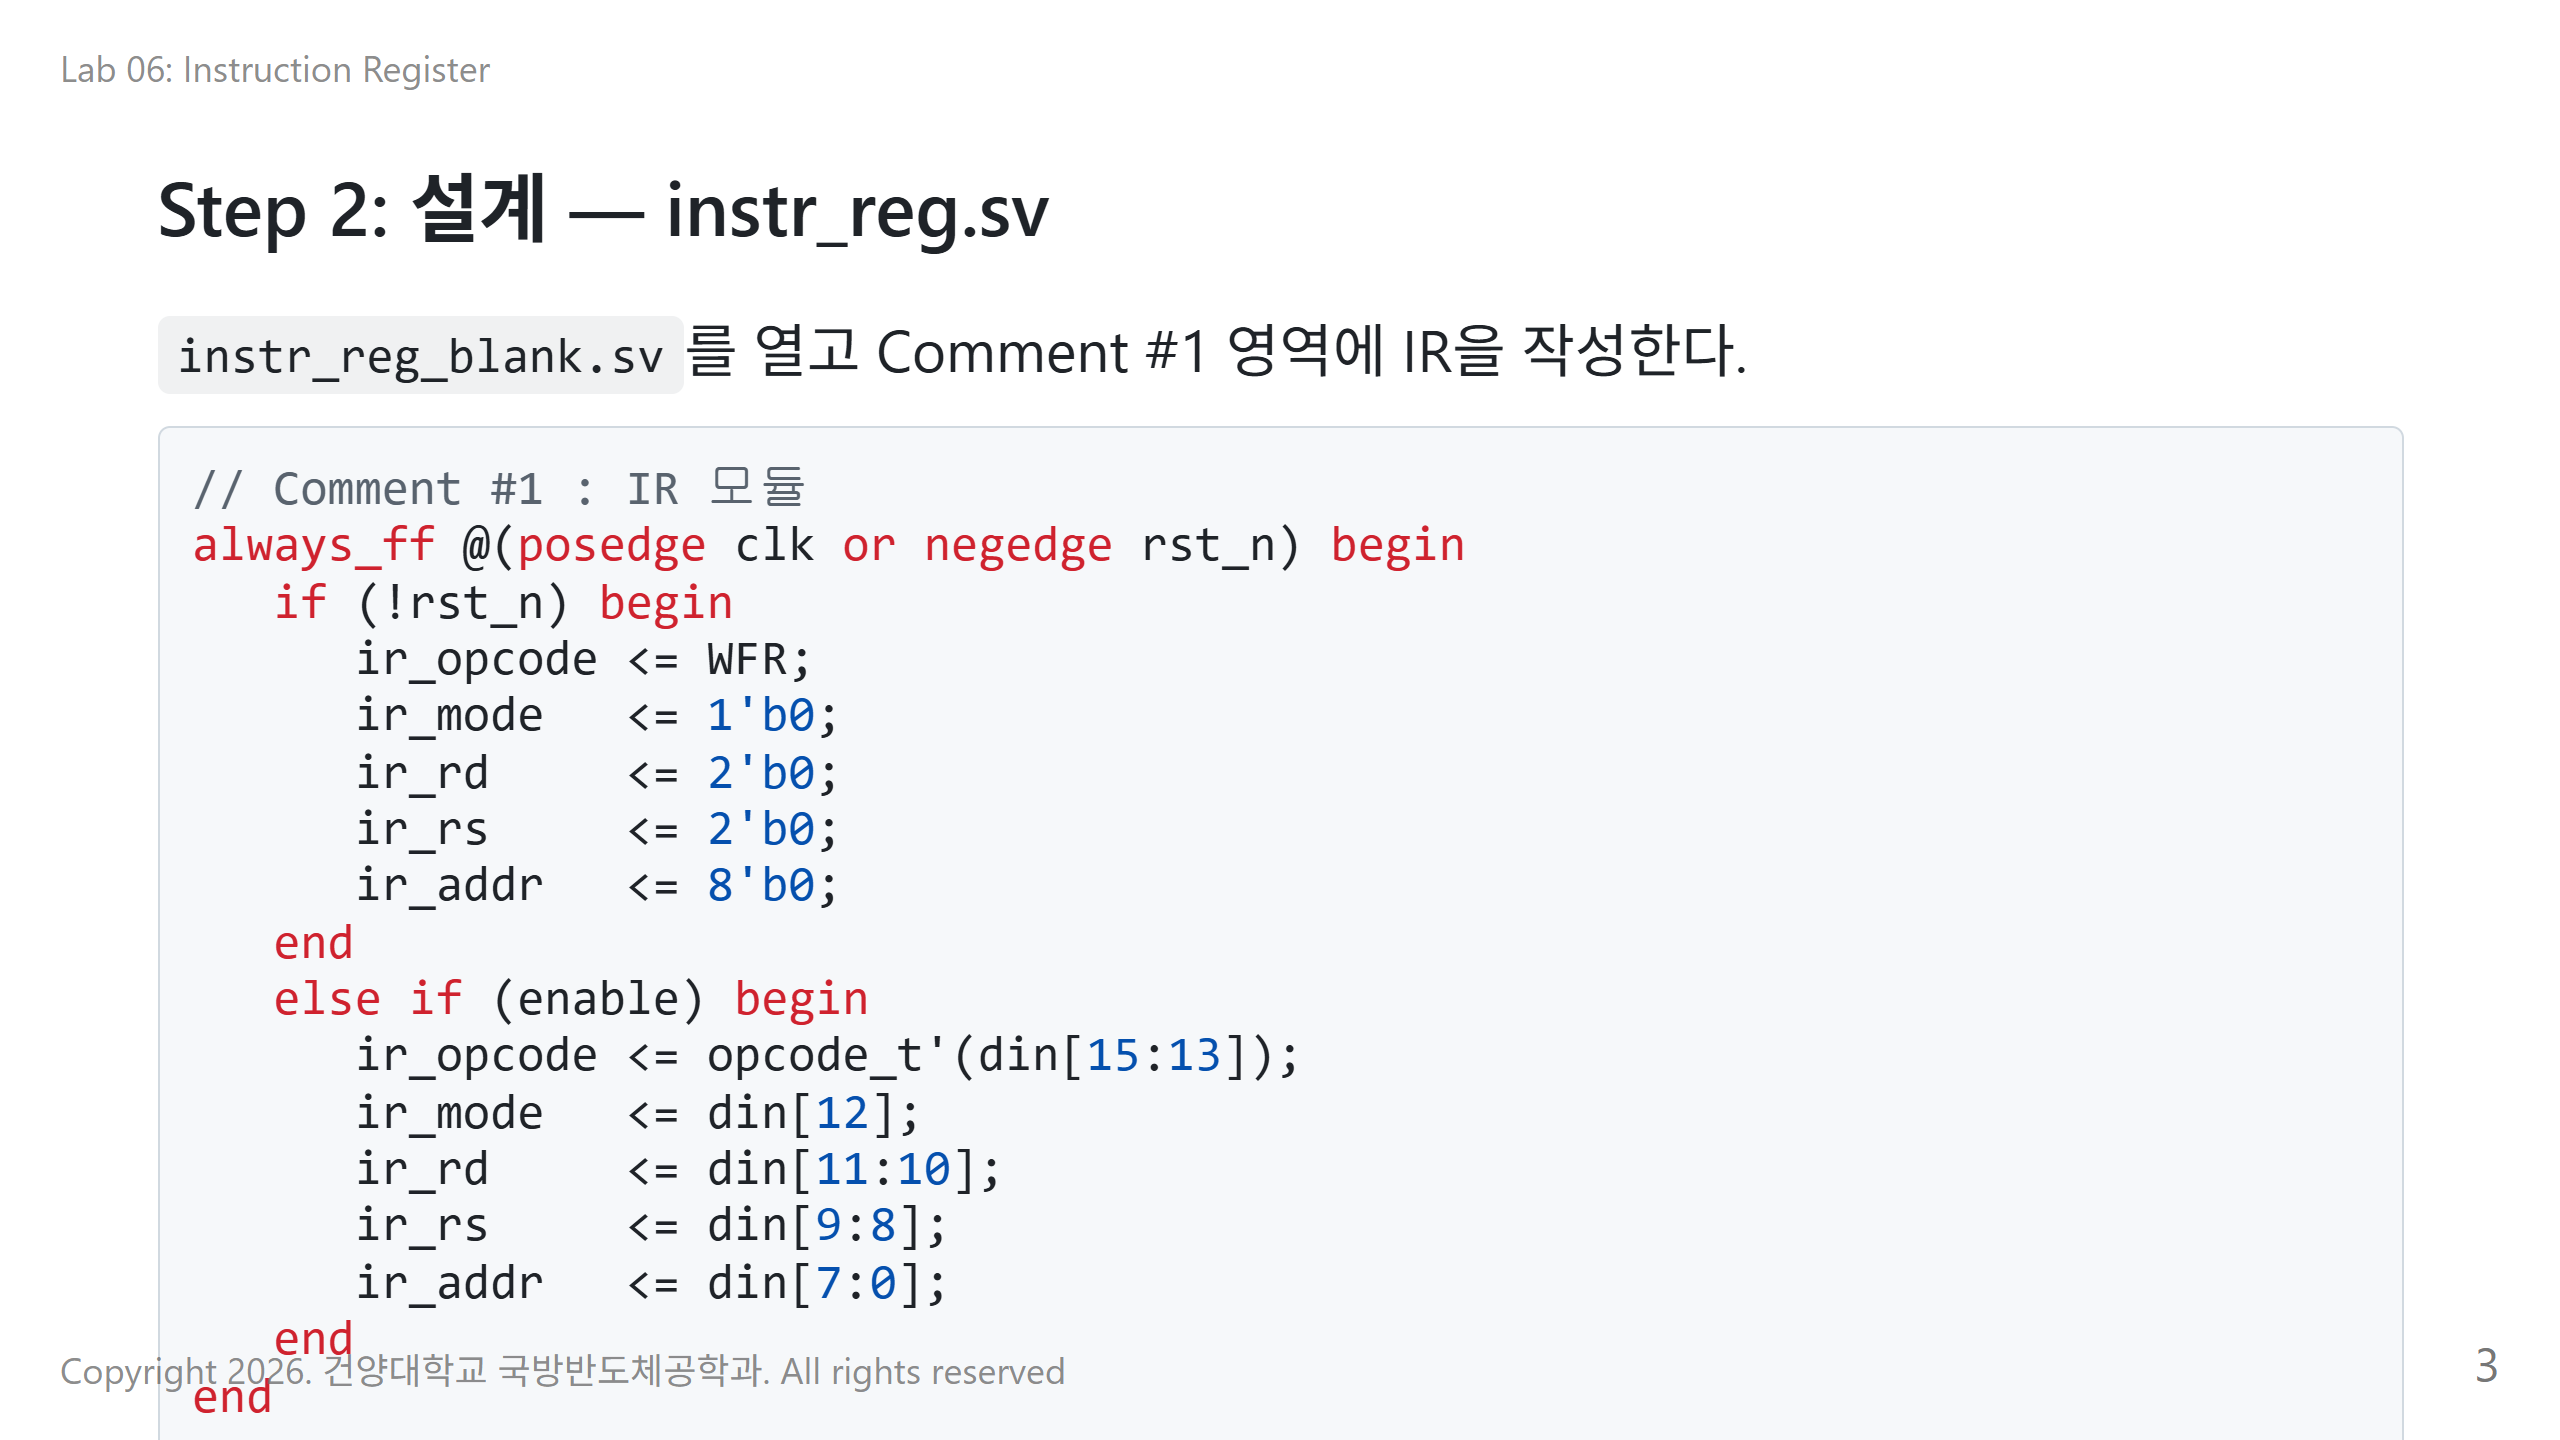 Lab 06: Instruction Register
Step 2: 설계 — instr_reg.sv
instr_reg_blank.sv를 열고 Comment #1 영역에 IR을 작성한다.
// Comment #1 : IR 모듈
always_ff @(posedge clk or negedge rst_n) begin
    if (!rst_n) begin
        ir_opcode <= WFR;
        ir_mode   <= 1'b0;
        ir_rd     <= 2'b0;
        ir_rs     <= 2'b0;
        ir_addr   <= 8'b0;
    end
    else if (enable) begin
        ir_opcode <= opcode_t'(din[15:13]);
        ir_mode   <= din[12];
        ir_rd     <= din[11:10];
        ir_rs     <= din[9:8];
        ir_addr   <= din[7:0];
    end
end
Copyright 2026. 건양대학교 국방반도체공학과. All rights reserved
3